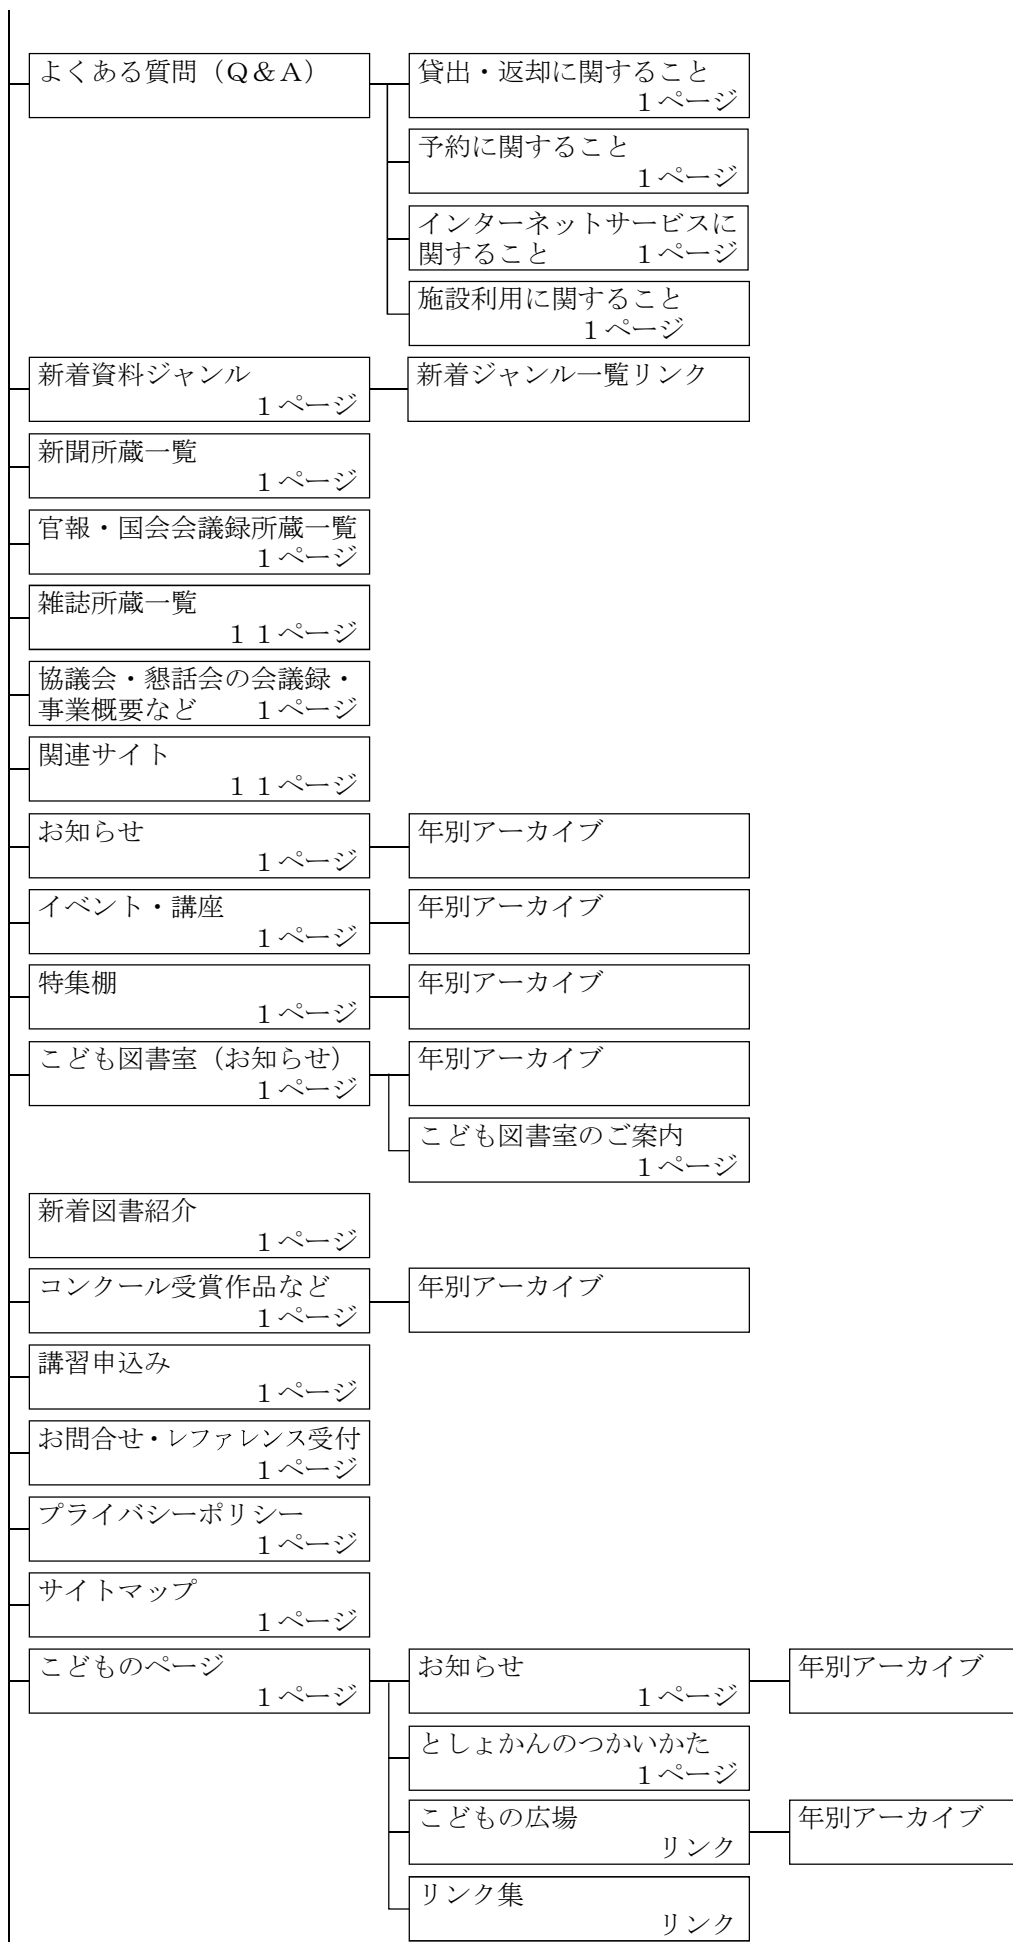 よくある質問（Ｑ＆Ａ）
貸出・返却に関すること
１ページ
予約に関すること
１ページ
インターネットサービスに
関すること　　　１ページ
施設利用に関すること
１ページ
新着資料ジャンル
１ページ
新着ジャンル一覧リンク
新聞所蔵一覧
１ページ
官報・国会会議録所蔵一覧
１ページ
雑誌所蔵一覧
１１ページ
協議会・懇話会の会議録・
事業概要など　　１ページ
関連サイト
１１ページ
お知らせ
１ページ
年別アーカイブ
イベント・講座
１ページ
年別アーカイブ
特集棚
１ページ
年別アーカイブ
こども図書室（お知らせ）
１ページ
年別アーカイブ
こども図書室のご案内
１ページ
新着図書紹介
１ページ
コンクール受賞作品など
１ページ
年別アーカイブ
講習申込み
１ページ
お問合せ・レファレンス受付
１ページ
プライバシーポリシー
１ページ
サイトマップ
１ページ
こどものページ
１ページ
お知らせ
１ページ
年別アーカイブ
としょかんのつかいかた
１ページ
こどもの広場
リンク
年別アーカイブ
リンク集
リンク